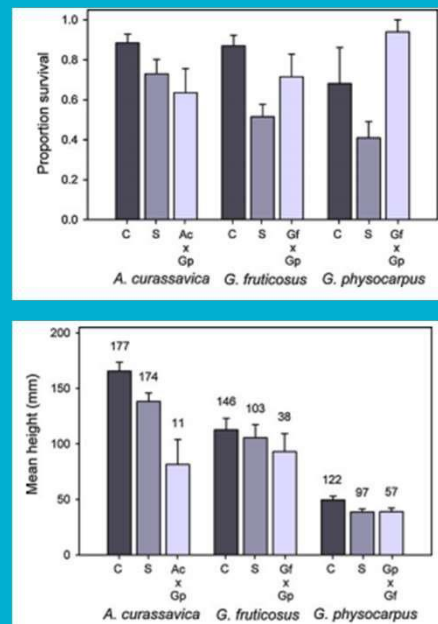 Proportion survival
1.0
0.8
0.6
0.4
0.2
0.0
C S Ac x Gp C S Gf x Gp C S Gf x Gp
A. curassavica G. fruticosus G. physocarpus
Mean height (mm)
200
150
100
50
0
177 174 11 146 103 38 122 97 57
C S Ac x Gp C S Gf x Gp C S Gp x Gf
A. curassavica G. fruticosus G. physocarpus